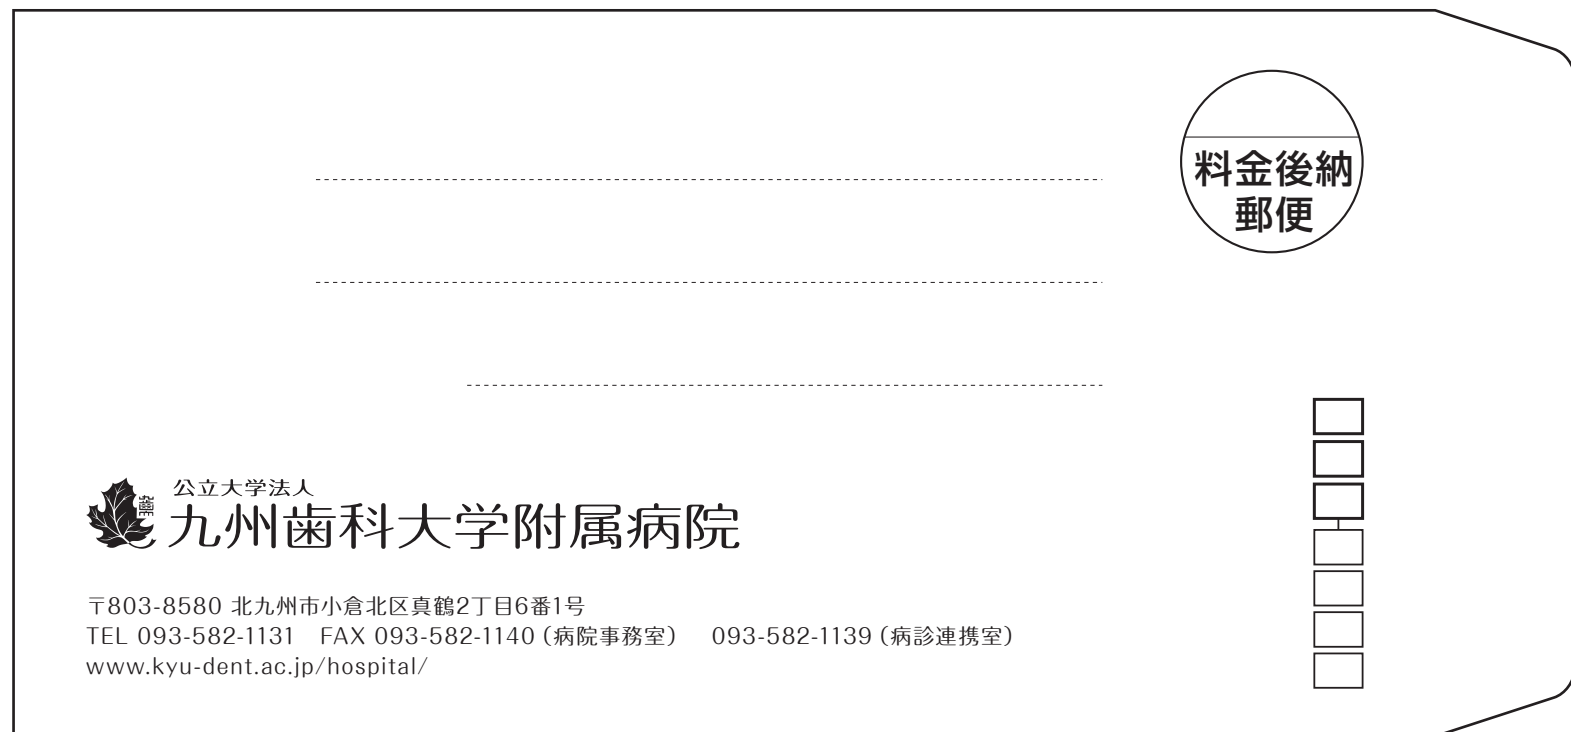 料金後納
郵便
公立大学法人
九州歯科大学附属病院
〒803-8580 北九州市小倉北区真鶴2丁目6番1号
TEL 093-582-1131　FAX 093-582-1140（病院事務室）　093-582-1139（病診連携室）
www.kyu-dent.ac.jp/hospital/